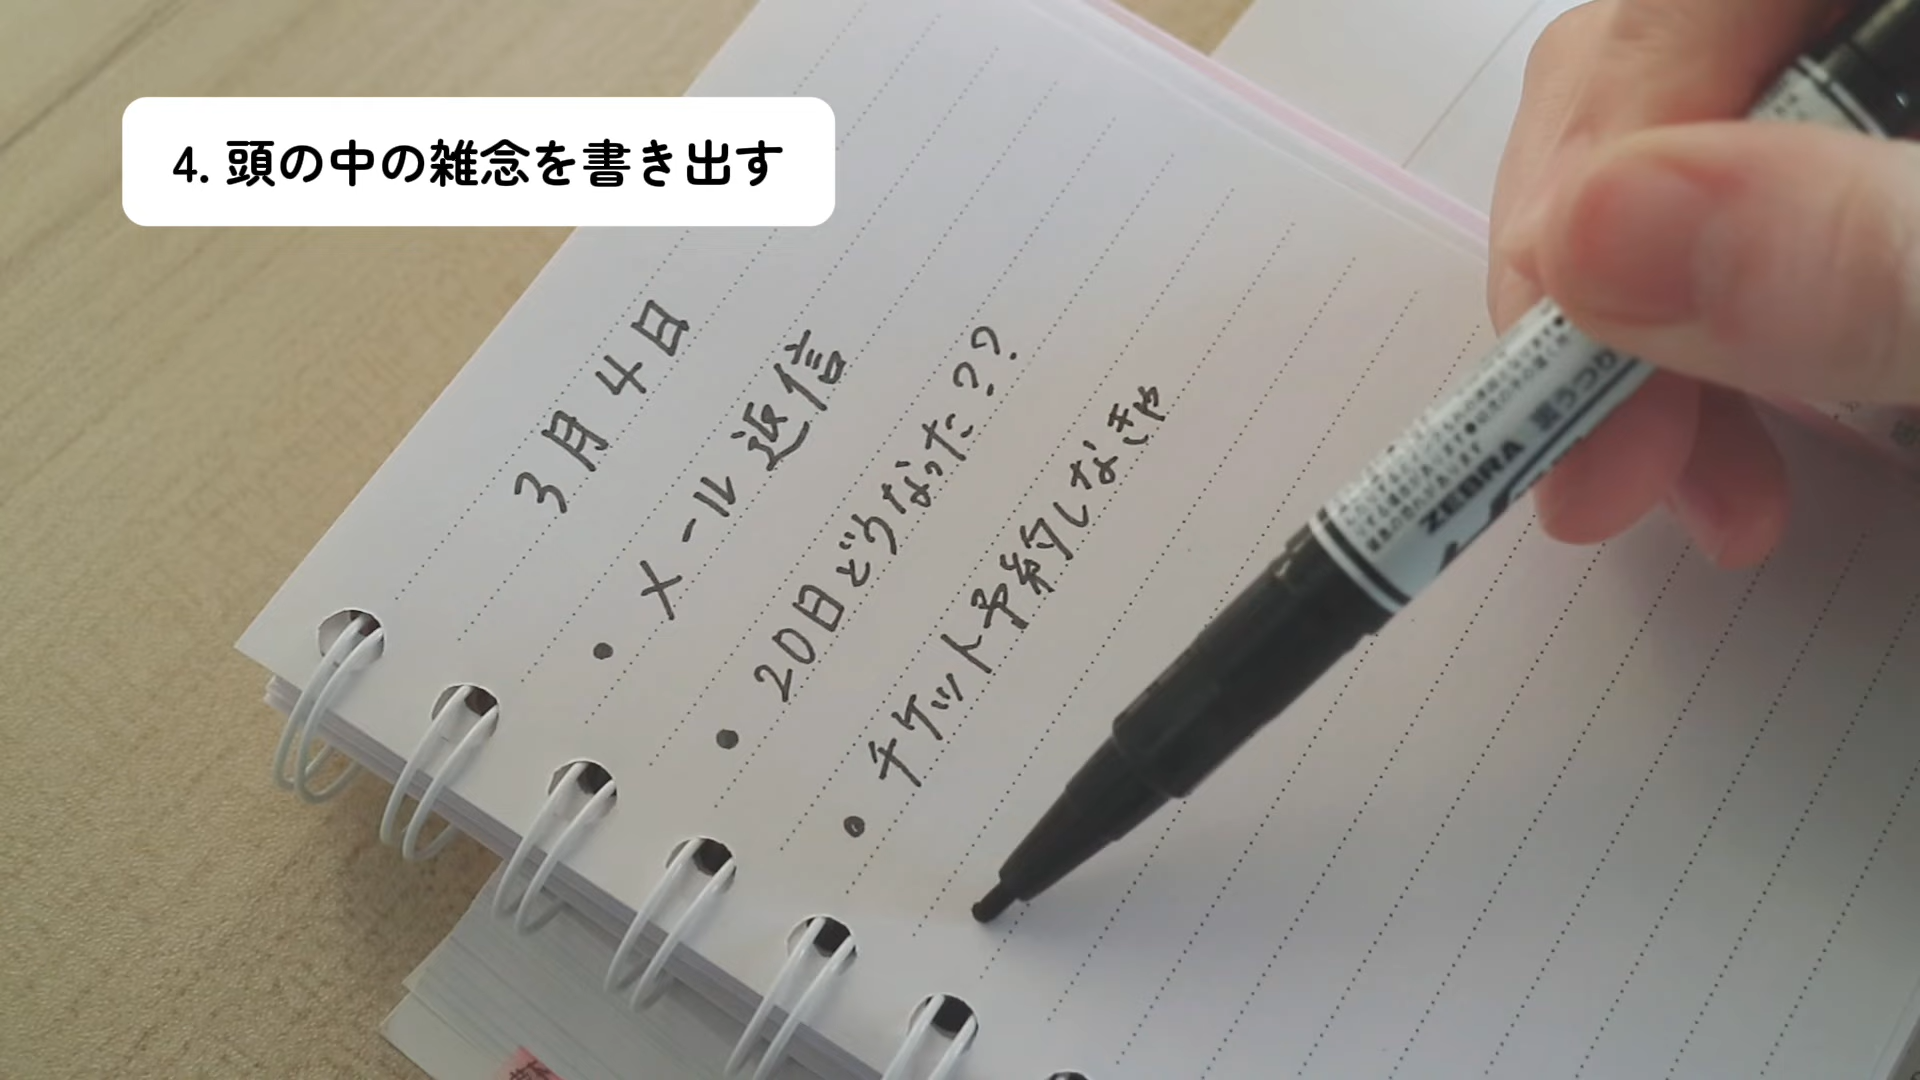 4. 頭の中の雑念を書き出す
3月4日
・メール返信
・20日どうなった??
・チケット予約しなきゃ
ZEBRA